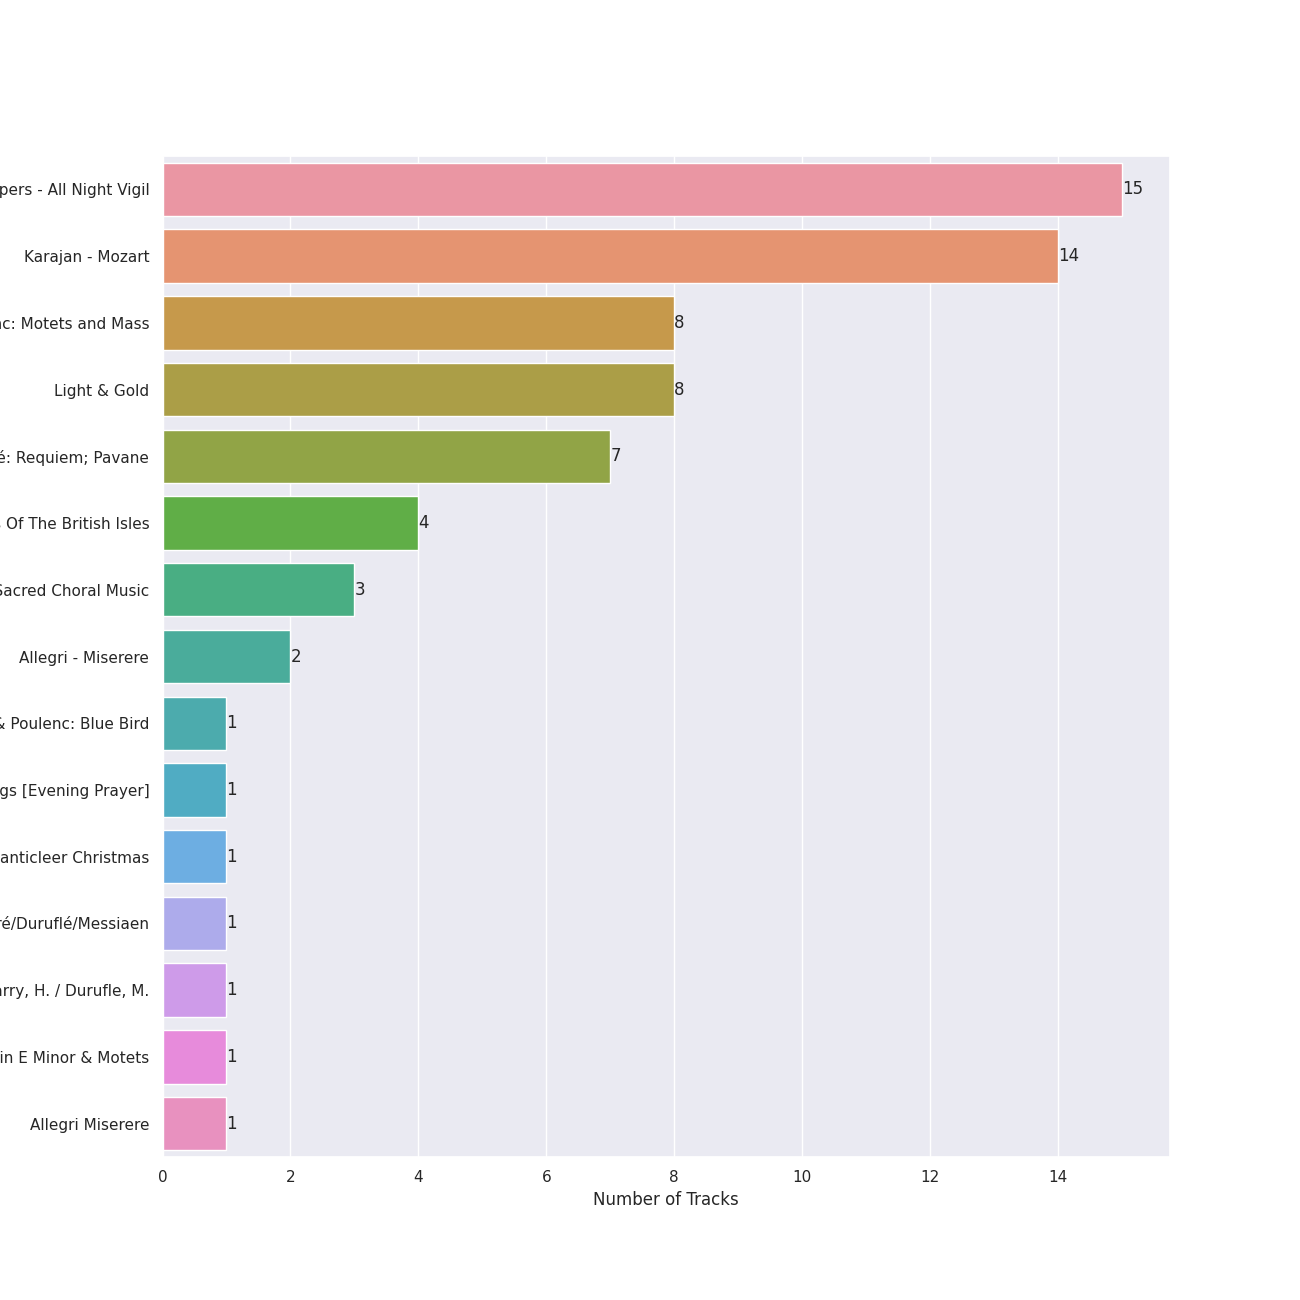 pers - All Night Vigil 15
Karajan - Mozart 14
c: Motets and Mass 8
Light & Gold 8
é: Requiem; Pavane 7
Of The British Isles 4
Sacred Choral Music 3
Allegri - Miserere 2
& Poulenc: Blue Bird 1
gs [Evening Prayer] 1
anticleer Christmas 1
ré/Duruflé/Messiaen 1
rry, H. / Durufle, M. 1
in E Minor & Motets 1
Allegri Miserere 1
0 2 4 6 8 10 12 14
Number of Tracks